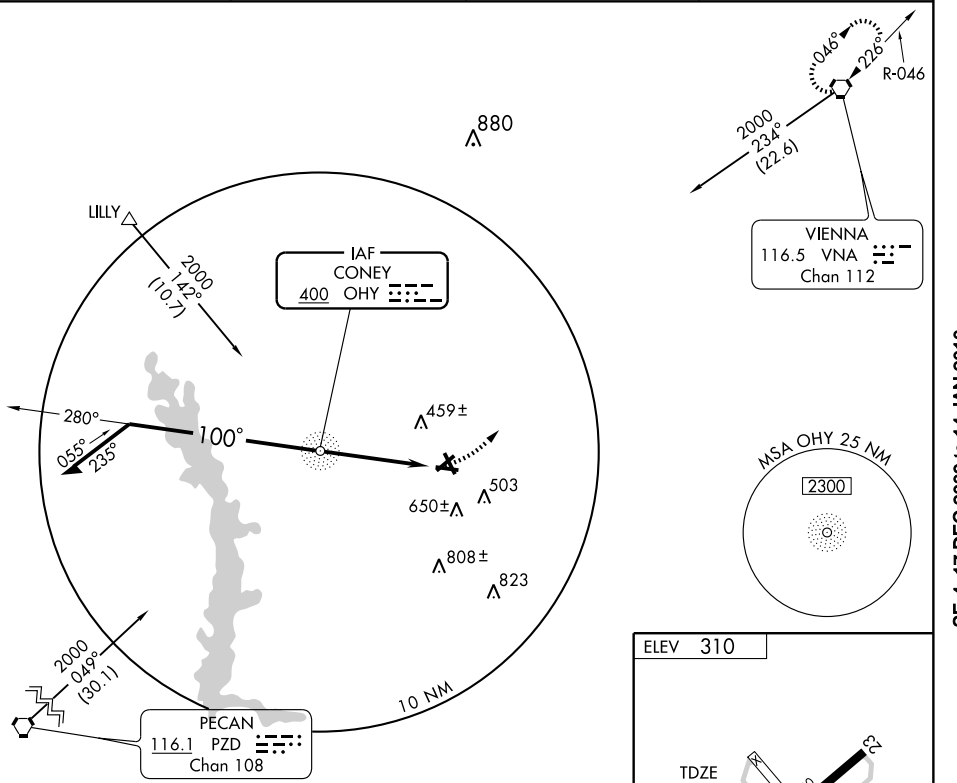 046°
226°
R-046
880
2000
234°
(22.6)
LILLY
VIENNA
116.5 VNA
Chan 112
2000
142°
(10.7)
IAF
CONEY
400 OHY
459±
280°
100°
055°
235°
MSA OHY 25 NM
2300
503
650±
808±
823
ELEV 310
2000
049°
(30.1)
10 NM
PECAN
116.1 PZD
Chan 108
23
TDZE